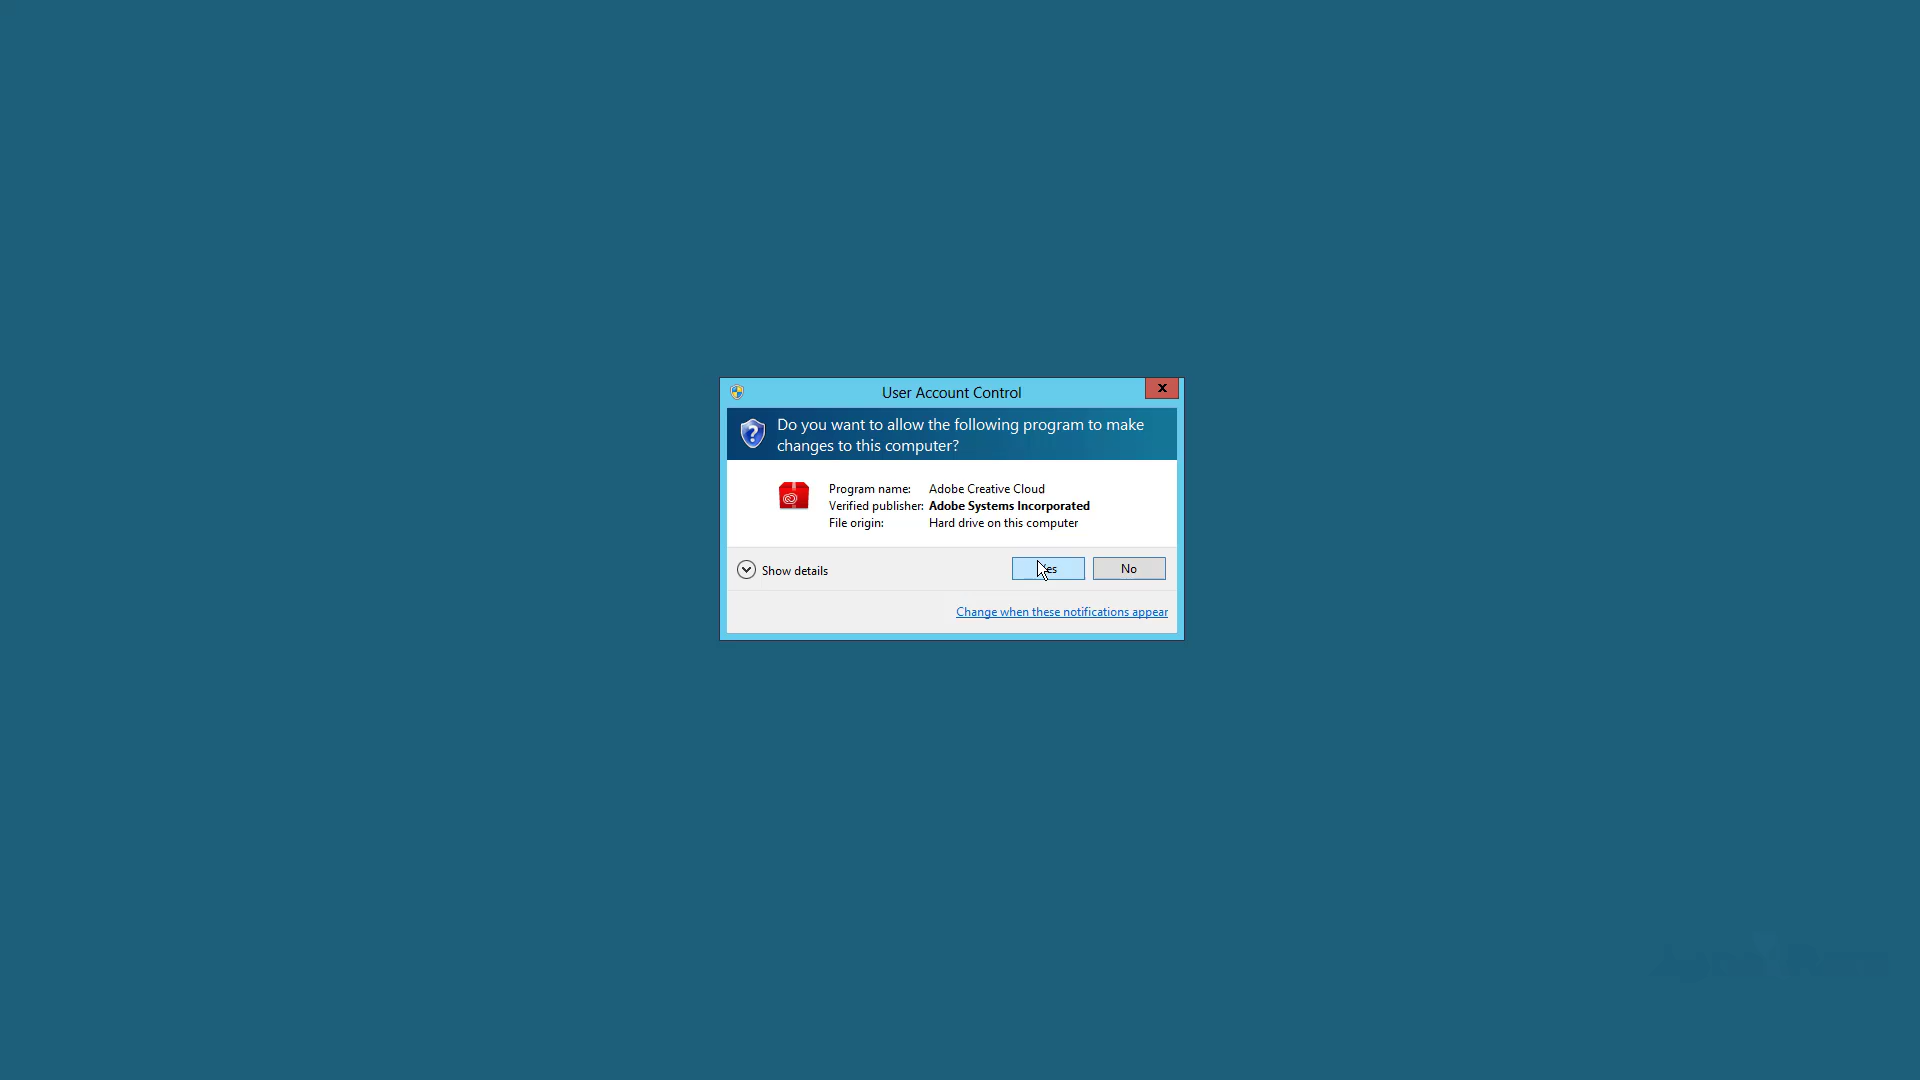 User Account Control
Do you want to allow the following program to make
changes to this computer?
Program name: Adobe Creative Cloud
Verified publisher: Adobe Systems Incorporated
File origin: Hard drive on this computer
Show details
No
Change when these notifications appear